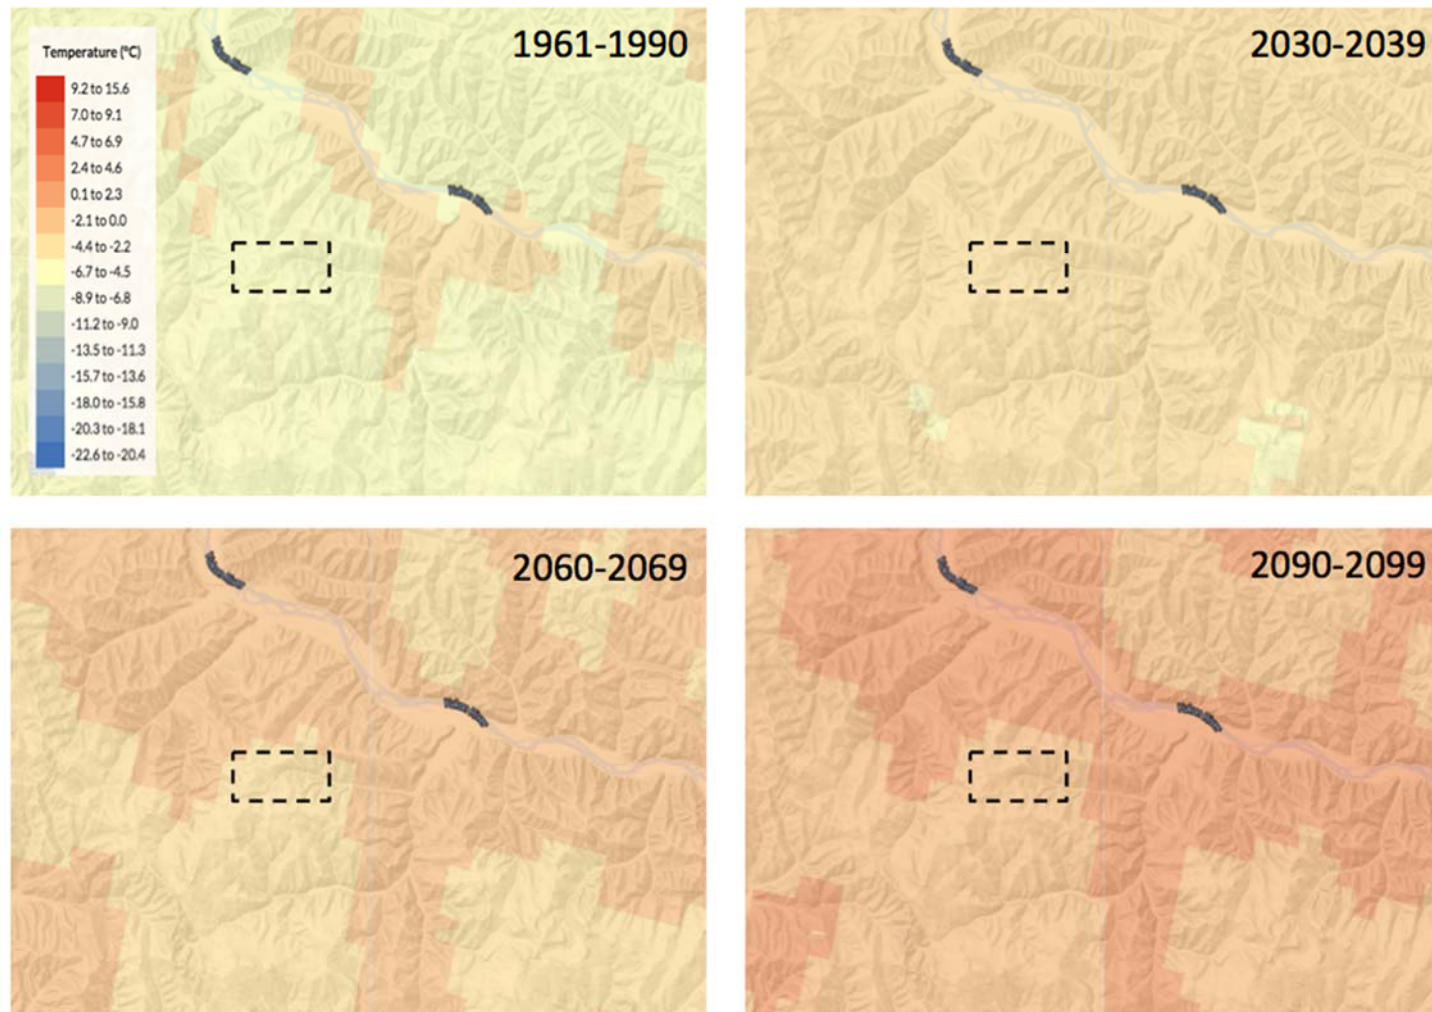 1961-1990
2030-2039
Temperature (°C)
9.2 to 15.6
7.0 to 9.1
4.7 to 6.9
2.4 to 4.6
0.1 to 2.3
-2.1 to 0.0
-4.4 to -2.2
-6.7 to -4.5
-8.9 to -6.8
-11.2 to -9.0
-13.5 to -11.3
-15.7 to -13.6
-18.0 to -15.8
-20.3 to -18.1
-22.6 to -20.4
2060-2069
2090-2099